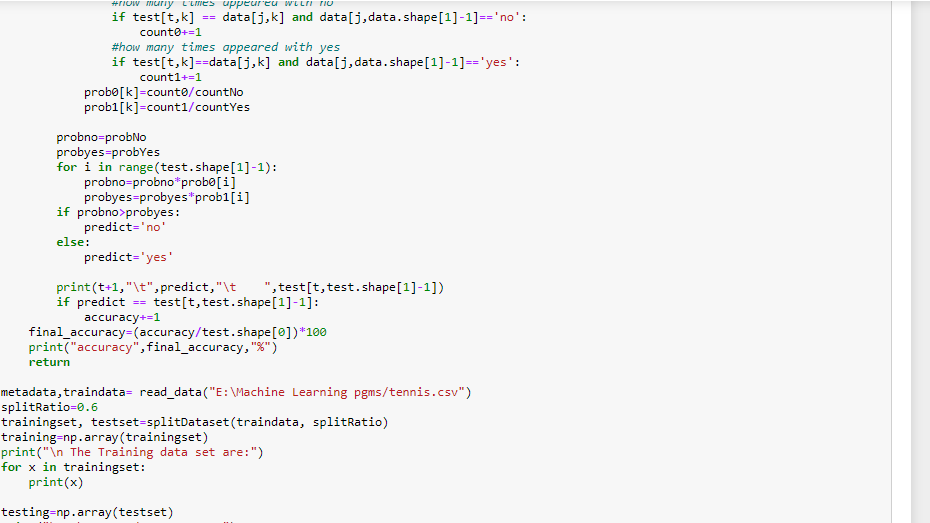 #how many times appeared with no
if test[t,k] == data[j,k] and data[j,data.shape[1]-1]=='no':
count0+=1
#how many times appeared with yes
if test[t,k]==data[j,k] and data[j,data.shape[1]-1]=='yes':
count1+=1
prob0[k]=count0/countNo
prob1[k]=count1/countYes
probno=probNo
probyes=probYes
for i in range(test.shape[1]-1):
probno=probno*prob0[i]
probyes=probyes*prob1[i]
if probno>probyes:
predict='no'
else:
predict='yes'
print(t+1,"\t",predict,"\t    ",test[t,test.shape[1]-1])
if predict == test[t,test.shape[1]-1]:
accuracy+=1
final_accuracy=(accuracy/test.shape[0])*100
print("accuracy",final_accuracy,"%")
return
metadata,traindata= read_data("E:\Machine Learning pgms/tennis.csv")
splitRatio=0.6
trainingset, testset=splitDataset(traindata, splitRatio)
training=np.array(trainingset)
print("\n The Training data set are:")
for x in trainingset:
print(x)
testing=np.array(testset)